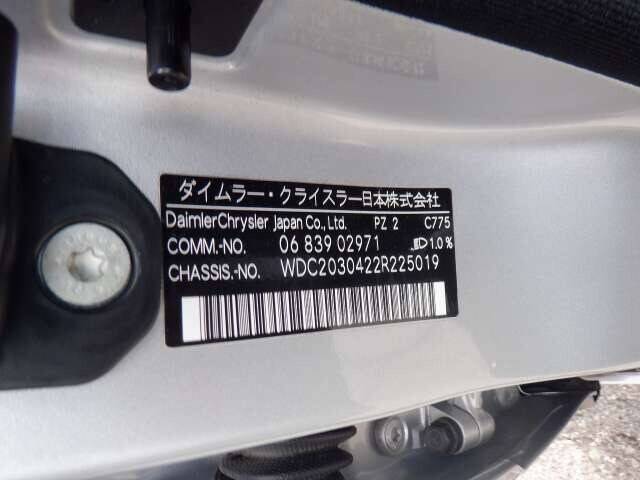 ダイムラー・クライスラー日本株式会社
DaimlerChrysler Japan Co., Ltd. PZ 2 C775
COMM.-NO. 06 839 02971 1.0 %
CHASSIS.-NO. WDC2030422R225019